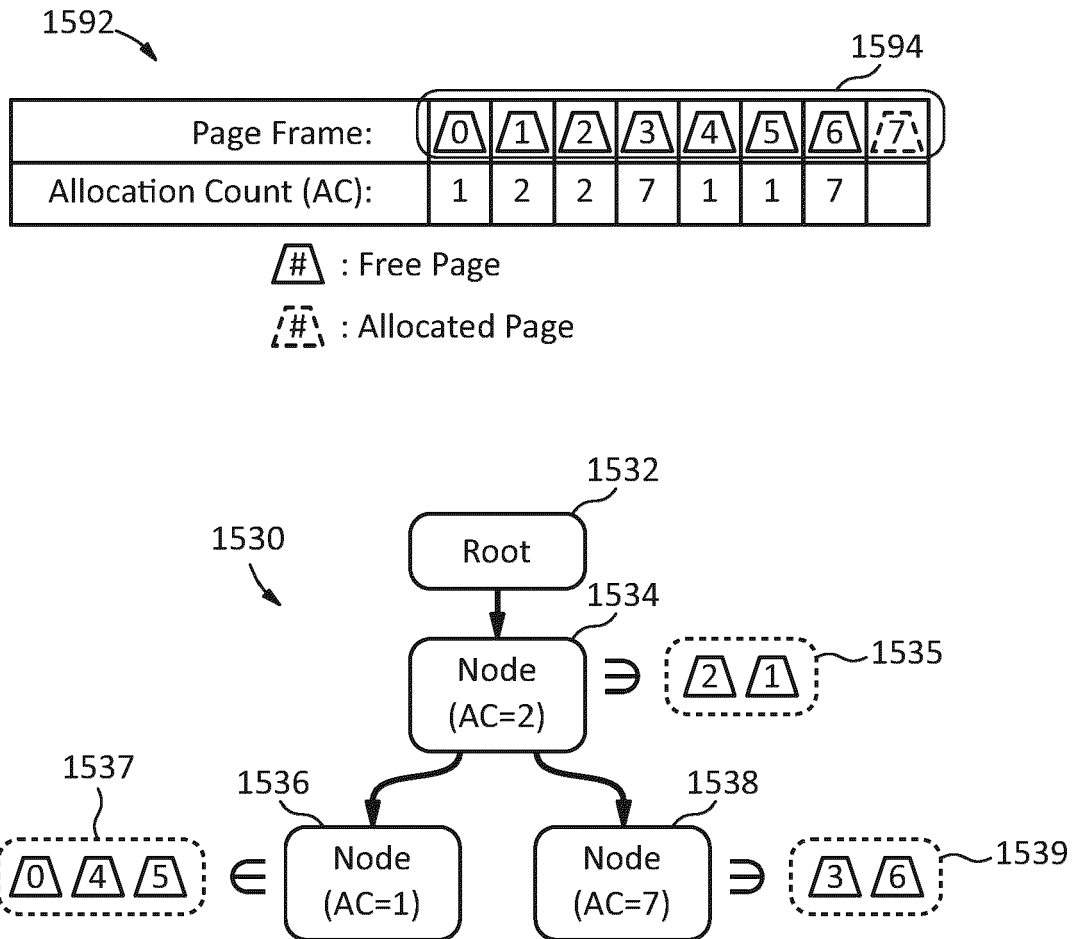 1592
1594
Page Frame: 0 1 2 3 4 5 6 7
Allocation Count (AC): 1 2 2 7 1 1 7
# : Free Page
# : Allocated Page
1532
1530
Root
1534
Node
(AC=2)
2 1
1535
1537
1536
1538
0 4 5
Node
(AC=1)
Node
(AC=7)
3 6
1539